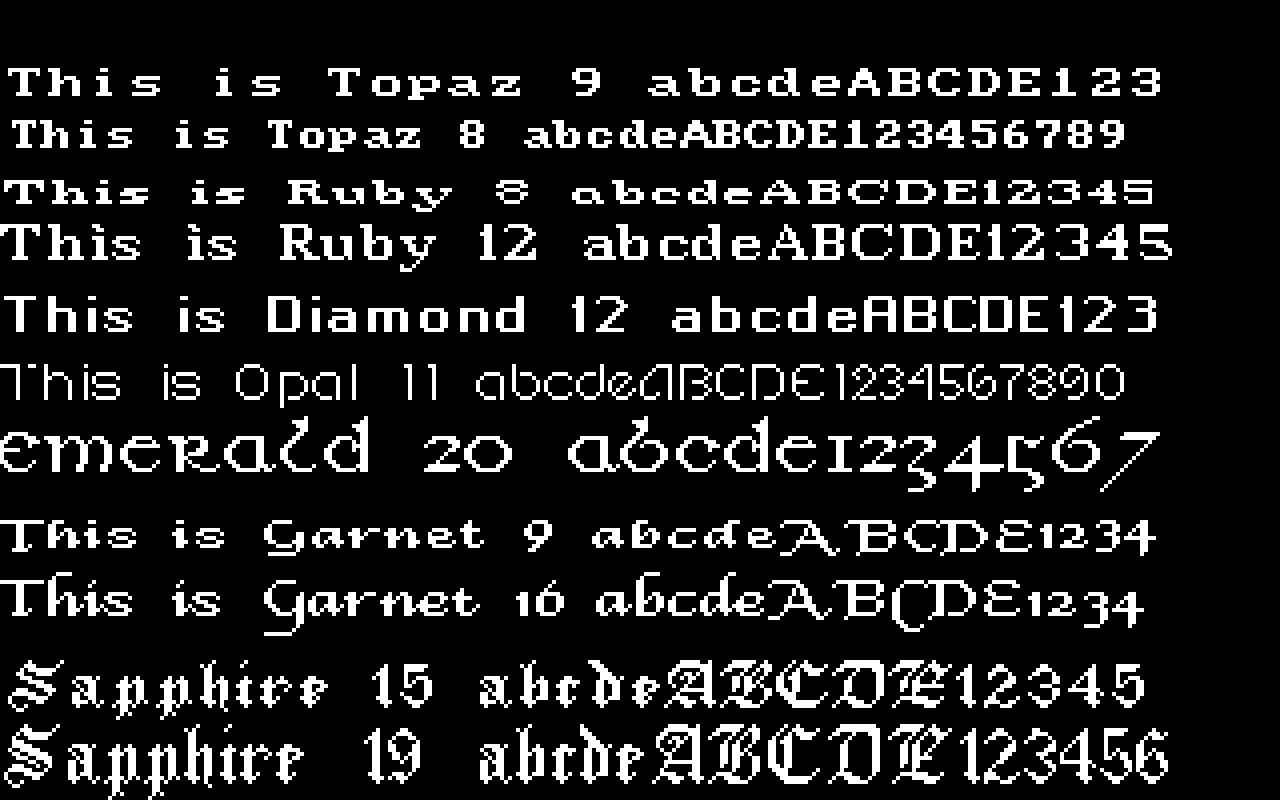 This is Topaz 9 abcdeABCDE123
This is Topaz 8 abcdeABCDE123456789
This is Ruby 8 abcdeABCDE12345
This is Ruby 12 abcdeABCDE12345
This is Diamond 12 abcdeABCDE123
This is Opal 11 abcdeABCDE1234567890
emerald 20 abcde1234567
This is Garnet 9 abcdeABCDE1234
This is Garnet 16 abcdeABCDE1234
Sapphire 15 abcdeABCDE12345
Sapphire 19 abcdeABCDE123456